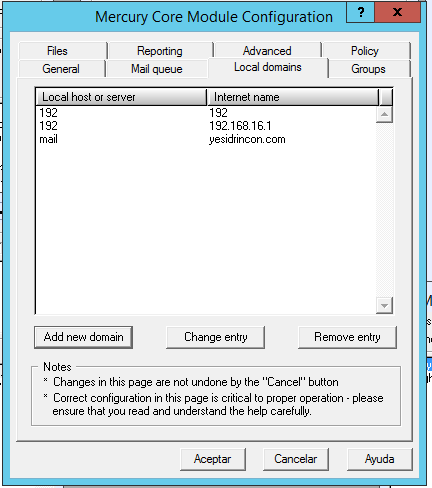 Mercury Core Module Configuration
? x
Files Reporting Advanced Policy
General Mail queue Local domains Groups
Local host or server Internet name
192 192
192 192.168.16.1
mail yesidrincon.com
Add new domain Change entry Remove entry
Notes
* Changes in this page are not undone by the "Cancel" button
* Correct configuration in this page is critical to proper operation - please
ensure that you read and understand the help carefully.
Aceptar Cancelar Ayuda